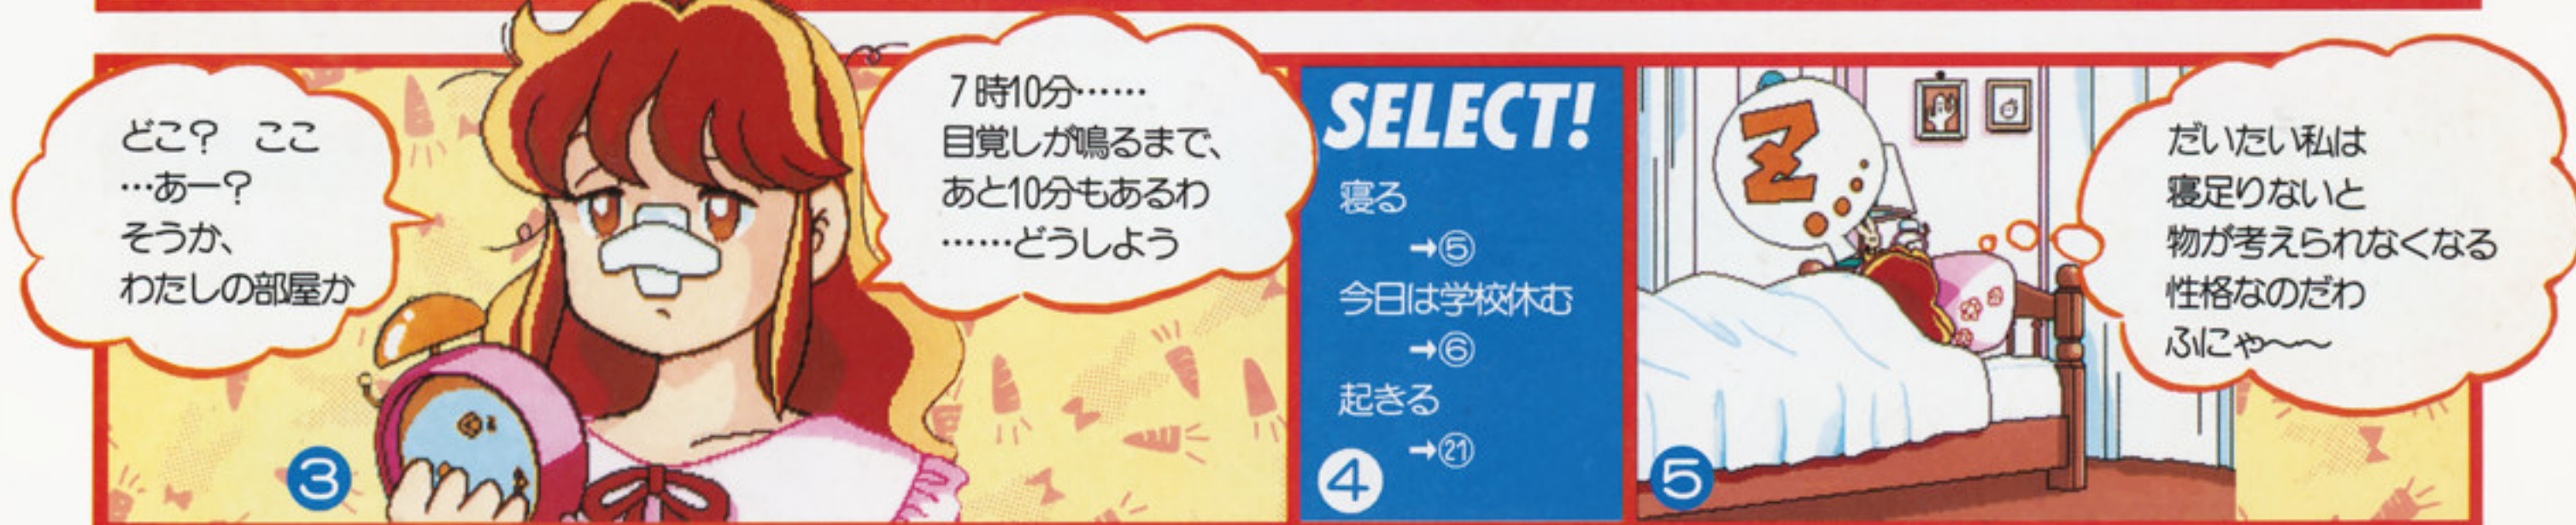 どこ？　ここ
…あー？
そうか、
わたしの部屋か
７時10分……
目覚しが鳴るまで、
あと10分もあるわ
……どうしよう
③
SELECT!
寝る
→⑤
今日は学校休む
→⑥
起きる
→㉑
④
Z
だいたい私は
寝足りないと
物が考えられなくなる
性格なのだわ
ふにゃ〜〜
⑤